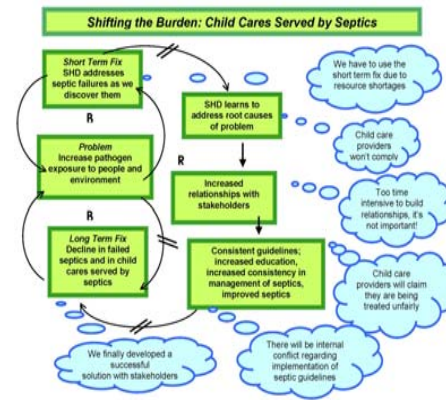 Shifting the Burden: Child Cares Served by Septics
Short Term Fix
SHD addresses
septic failures as we
discover them
R
Problem
Increase pathogen
exposure to people and
environment
R
Long Term Fix
Decline in failed
septics and in child
cares served by
septics
SHD learns to
address root causes
of problem
R
Increased
relationships with
stakeholders
Consistent guidelines;
increased education,
increased consistency in
management of septics,
improved septics
We have to use the
short term fix due to
resource shortages
Child care
providers
won't comply
Too time
intensive to build
relationships, it's
not important!
Child care
providers will claim
they are being
treated unfairly
There will be internal
conflict regarding
implementation of
septic guidelines
We finally developed a
successful
solution with stakeholders